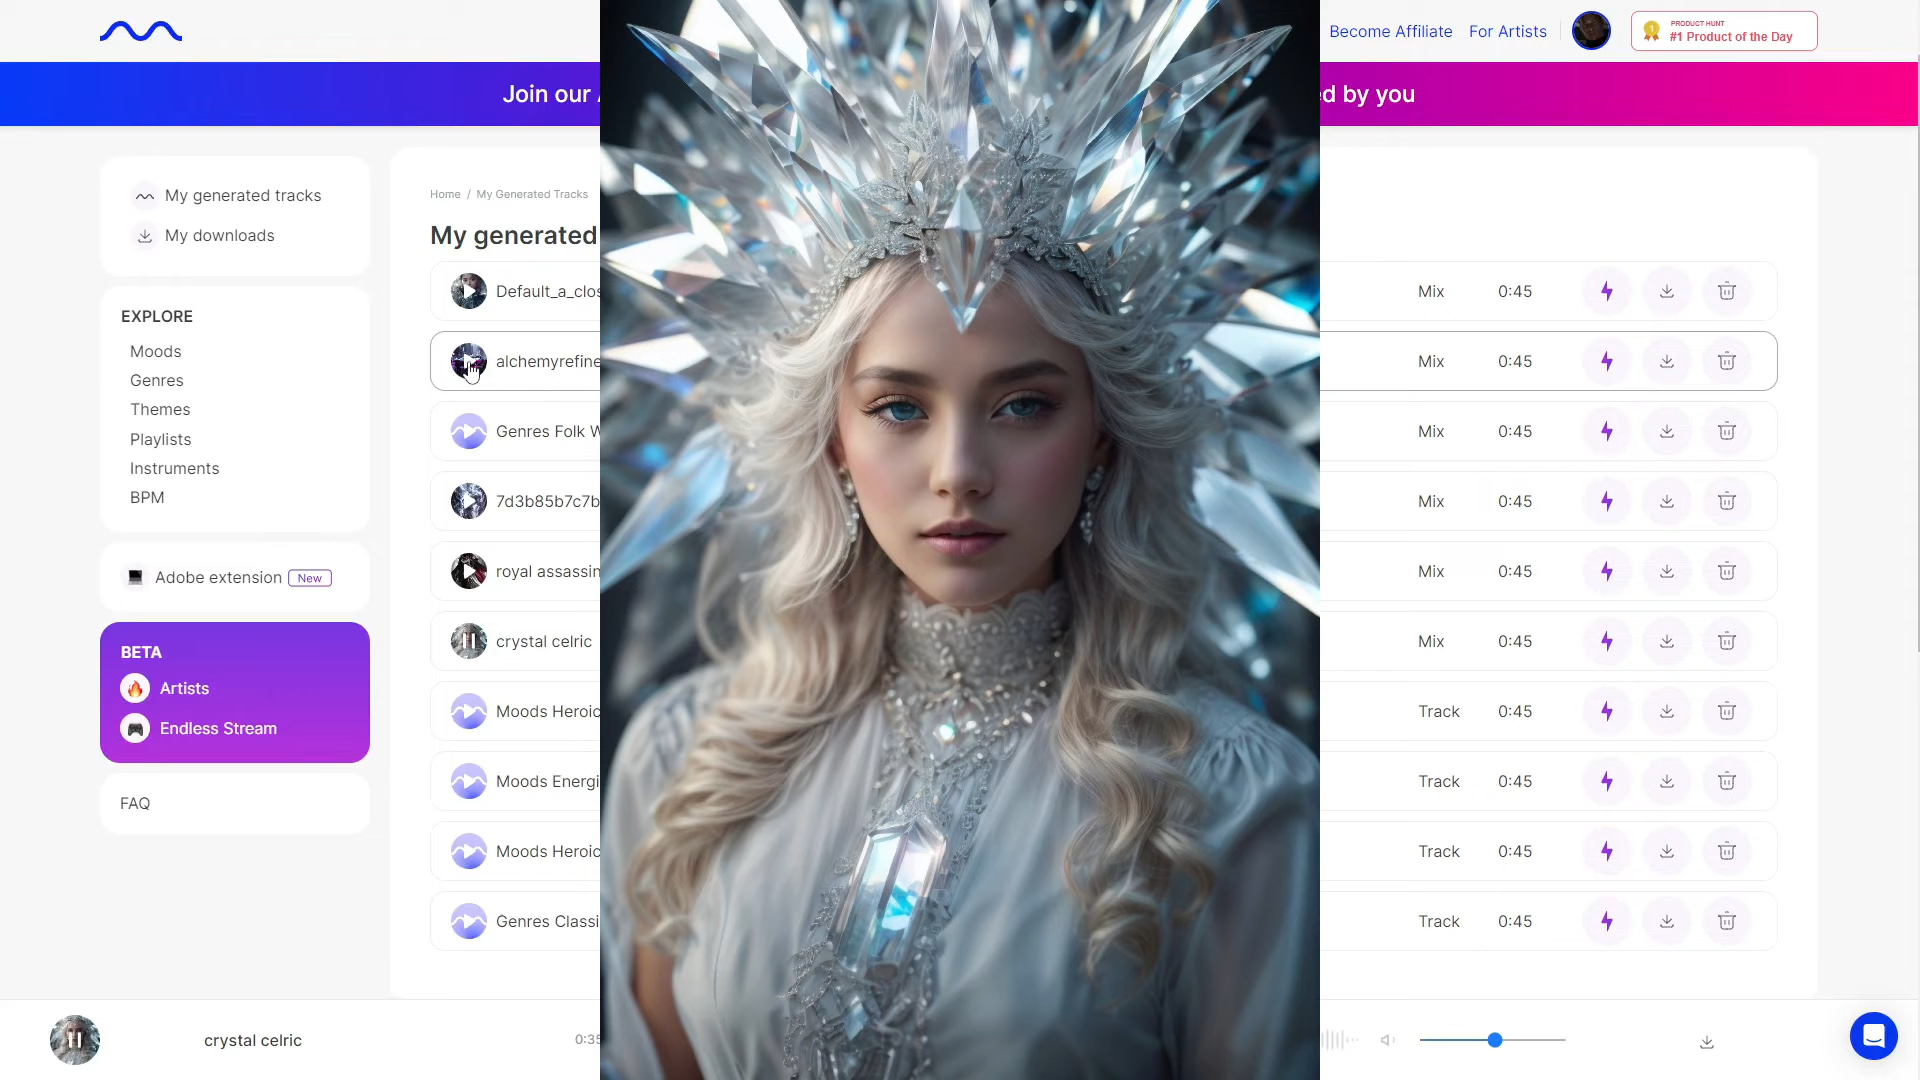 Become Affiliate
For Artists
PRODUCT HUNT
#1 Product of the Day
Join our
ed by you
My generated tracks
My downloads
EXPLORE
Moods
Genres
Themes
Playlists
Instruments
BPM
Adobe extension New
BETA
Artists
Endless Stream
FAQ
Home / My Generated Tracks
My generated
Default_a_clos Mix 0:45
alchemyrefine Mix 0:45
Genres Folk W Mix 0:45
7d3b85b7c7b Mix 0:45
royal assassin Mix 0:45
crystal celric Mix 0:45
Moods Heroic Track 0:45
Moods Energi Track 0:45
Moods Heroic Track 0:45
Genres Classi Track 0:45
crystal celric
0:35